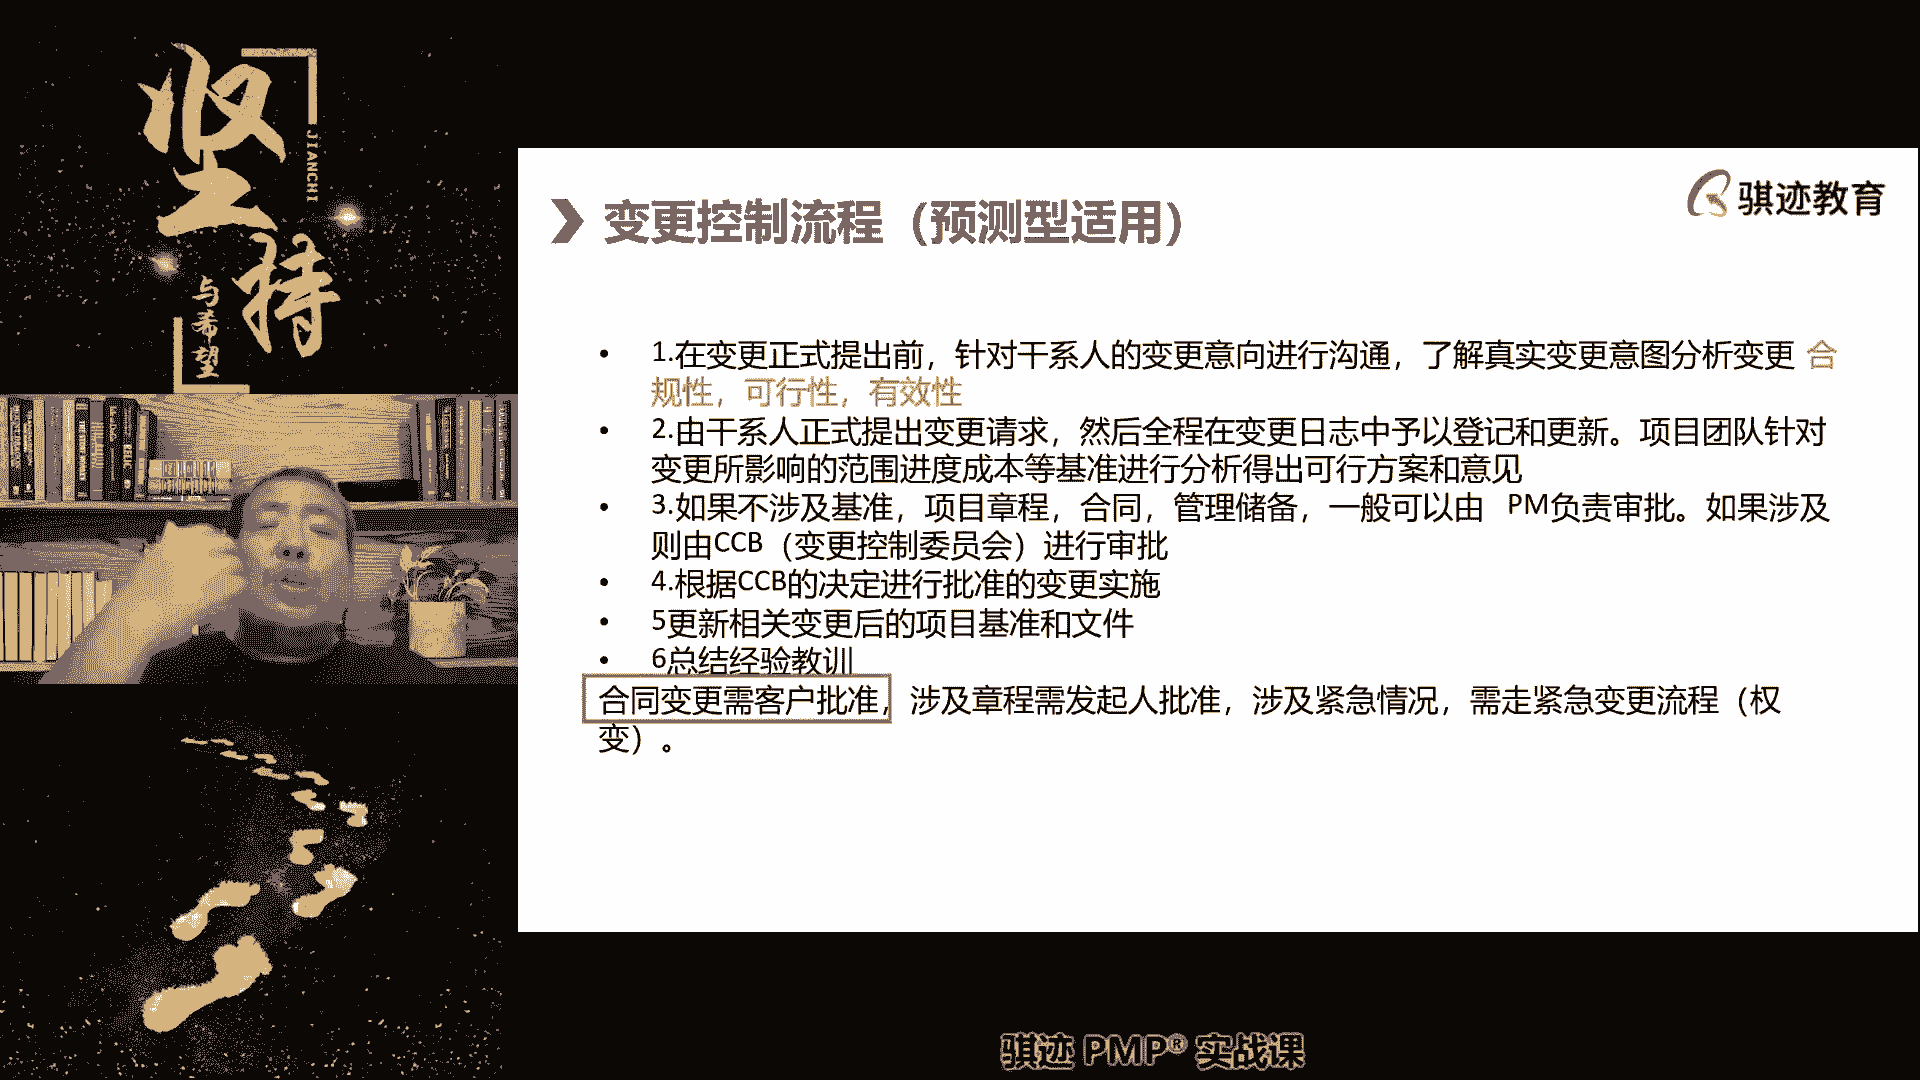 坚持
JIANCHI
与希望
骐迹教育
变更控制流程（预测型适用）
• 1.在变更正式提出前，针对干系人的变更意向进行沟通，了解真实变更意图分析变更 合
规性，可行性，有效性
• 2.由干系人正式提出变更请求，然后全程在变更日志中予以登记和更新。项目团队针对
变更所影响的范围进度成本等基准进行分析得出可行方案和意见
• 3.如果不涉及基准，项目章程，合同，管理储备，一般可以由 PM负责审批。如果涉及
则由CCB（变更控制委员会）进行审批
• 4.根据CCB的决定进行批准的变更实施
• 5更新相关变更后的项目基准和文件
• 6总结经验教训
合同变更需客户批准，涉及章程需发起人批准，涉及紧急情况，需走紧急变更流程（权
变）。
骐迹 PMP® 实战课